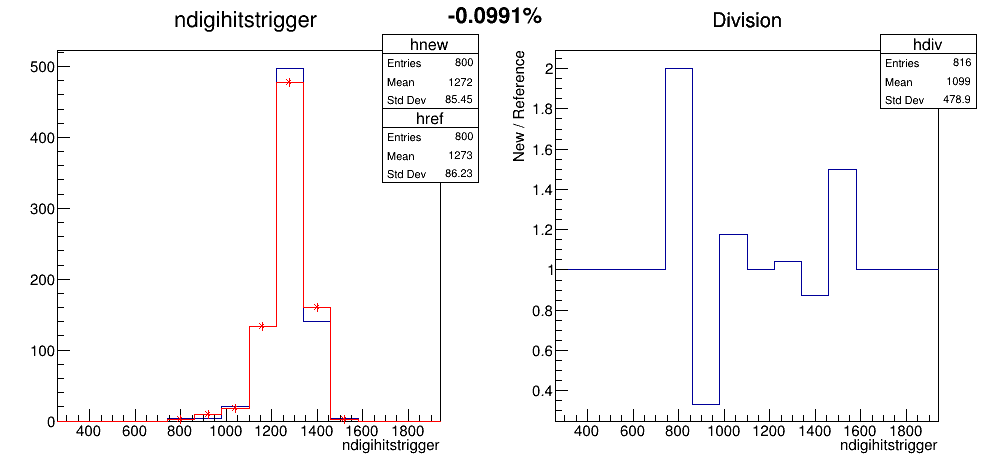 -0.0991%
ndigihitstrigger
hnew
Entries 800
Mean 1272
Std Dev 85.45
href
Entries 800
Mean 1273
Std Dev 86.23
500
400
300
200
100
0
400 600 800 1000 1200 1400 1600 1800
ndigihitstrigger
Division
hdiv
Entries 816
Mean 1099
Std Dev 478.9
New / Reference
2
1.8
1.6
1.4
1.2
1
0.8
0.6
0.4
400 600 800 1000 1200 1400 1600 1800
ndigihitstrigger